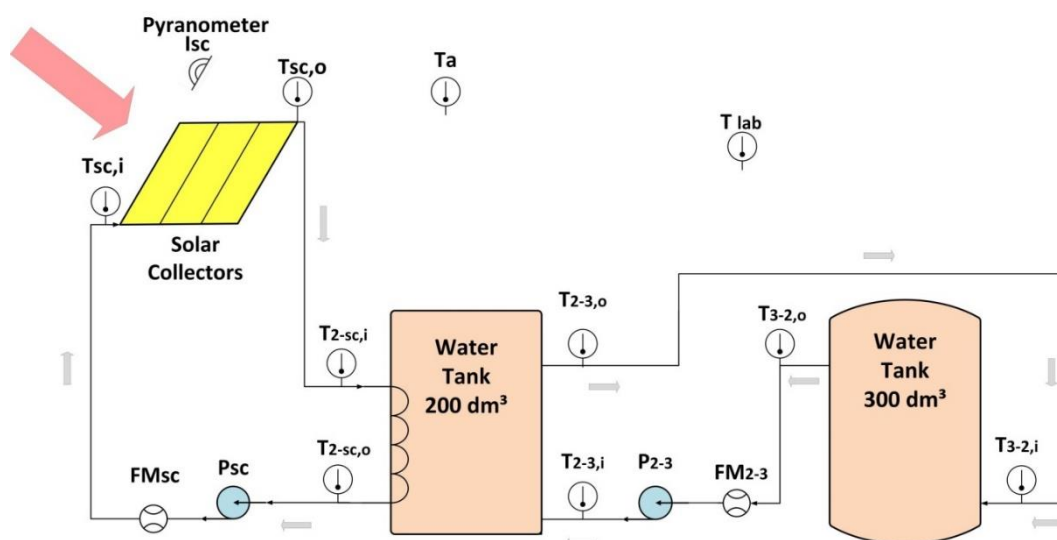 Pyranometer
Isc
Tsc,o
Ta
T lab
Tsc,i
Solar
Collectors
T2-3,o
T3-2,o
T2-sc,i
Water
Tank
200 dm³
Water
Tank
300 dm³
T2-sc,o
T2-3,i
P2-3
FM2-3
T3-2,i
FMsc
Psc